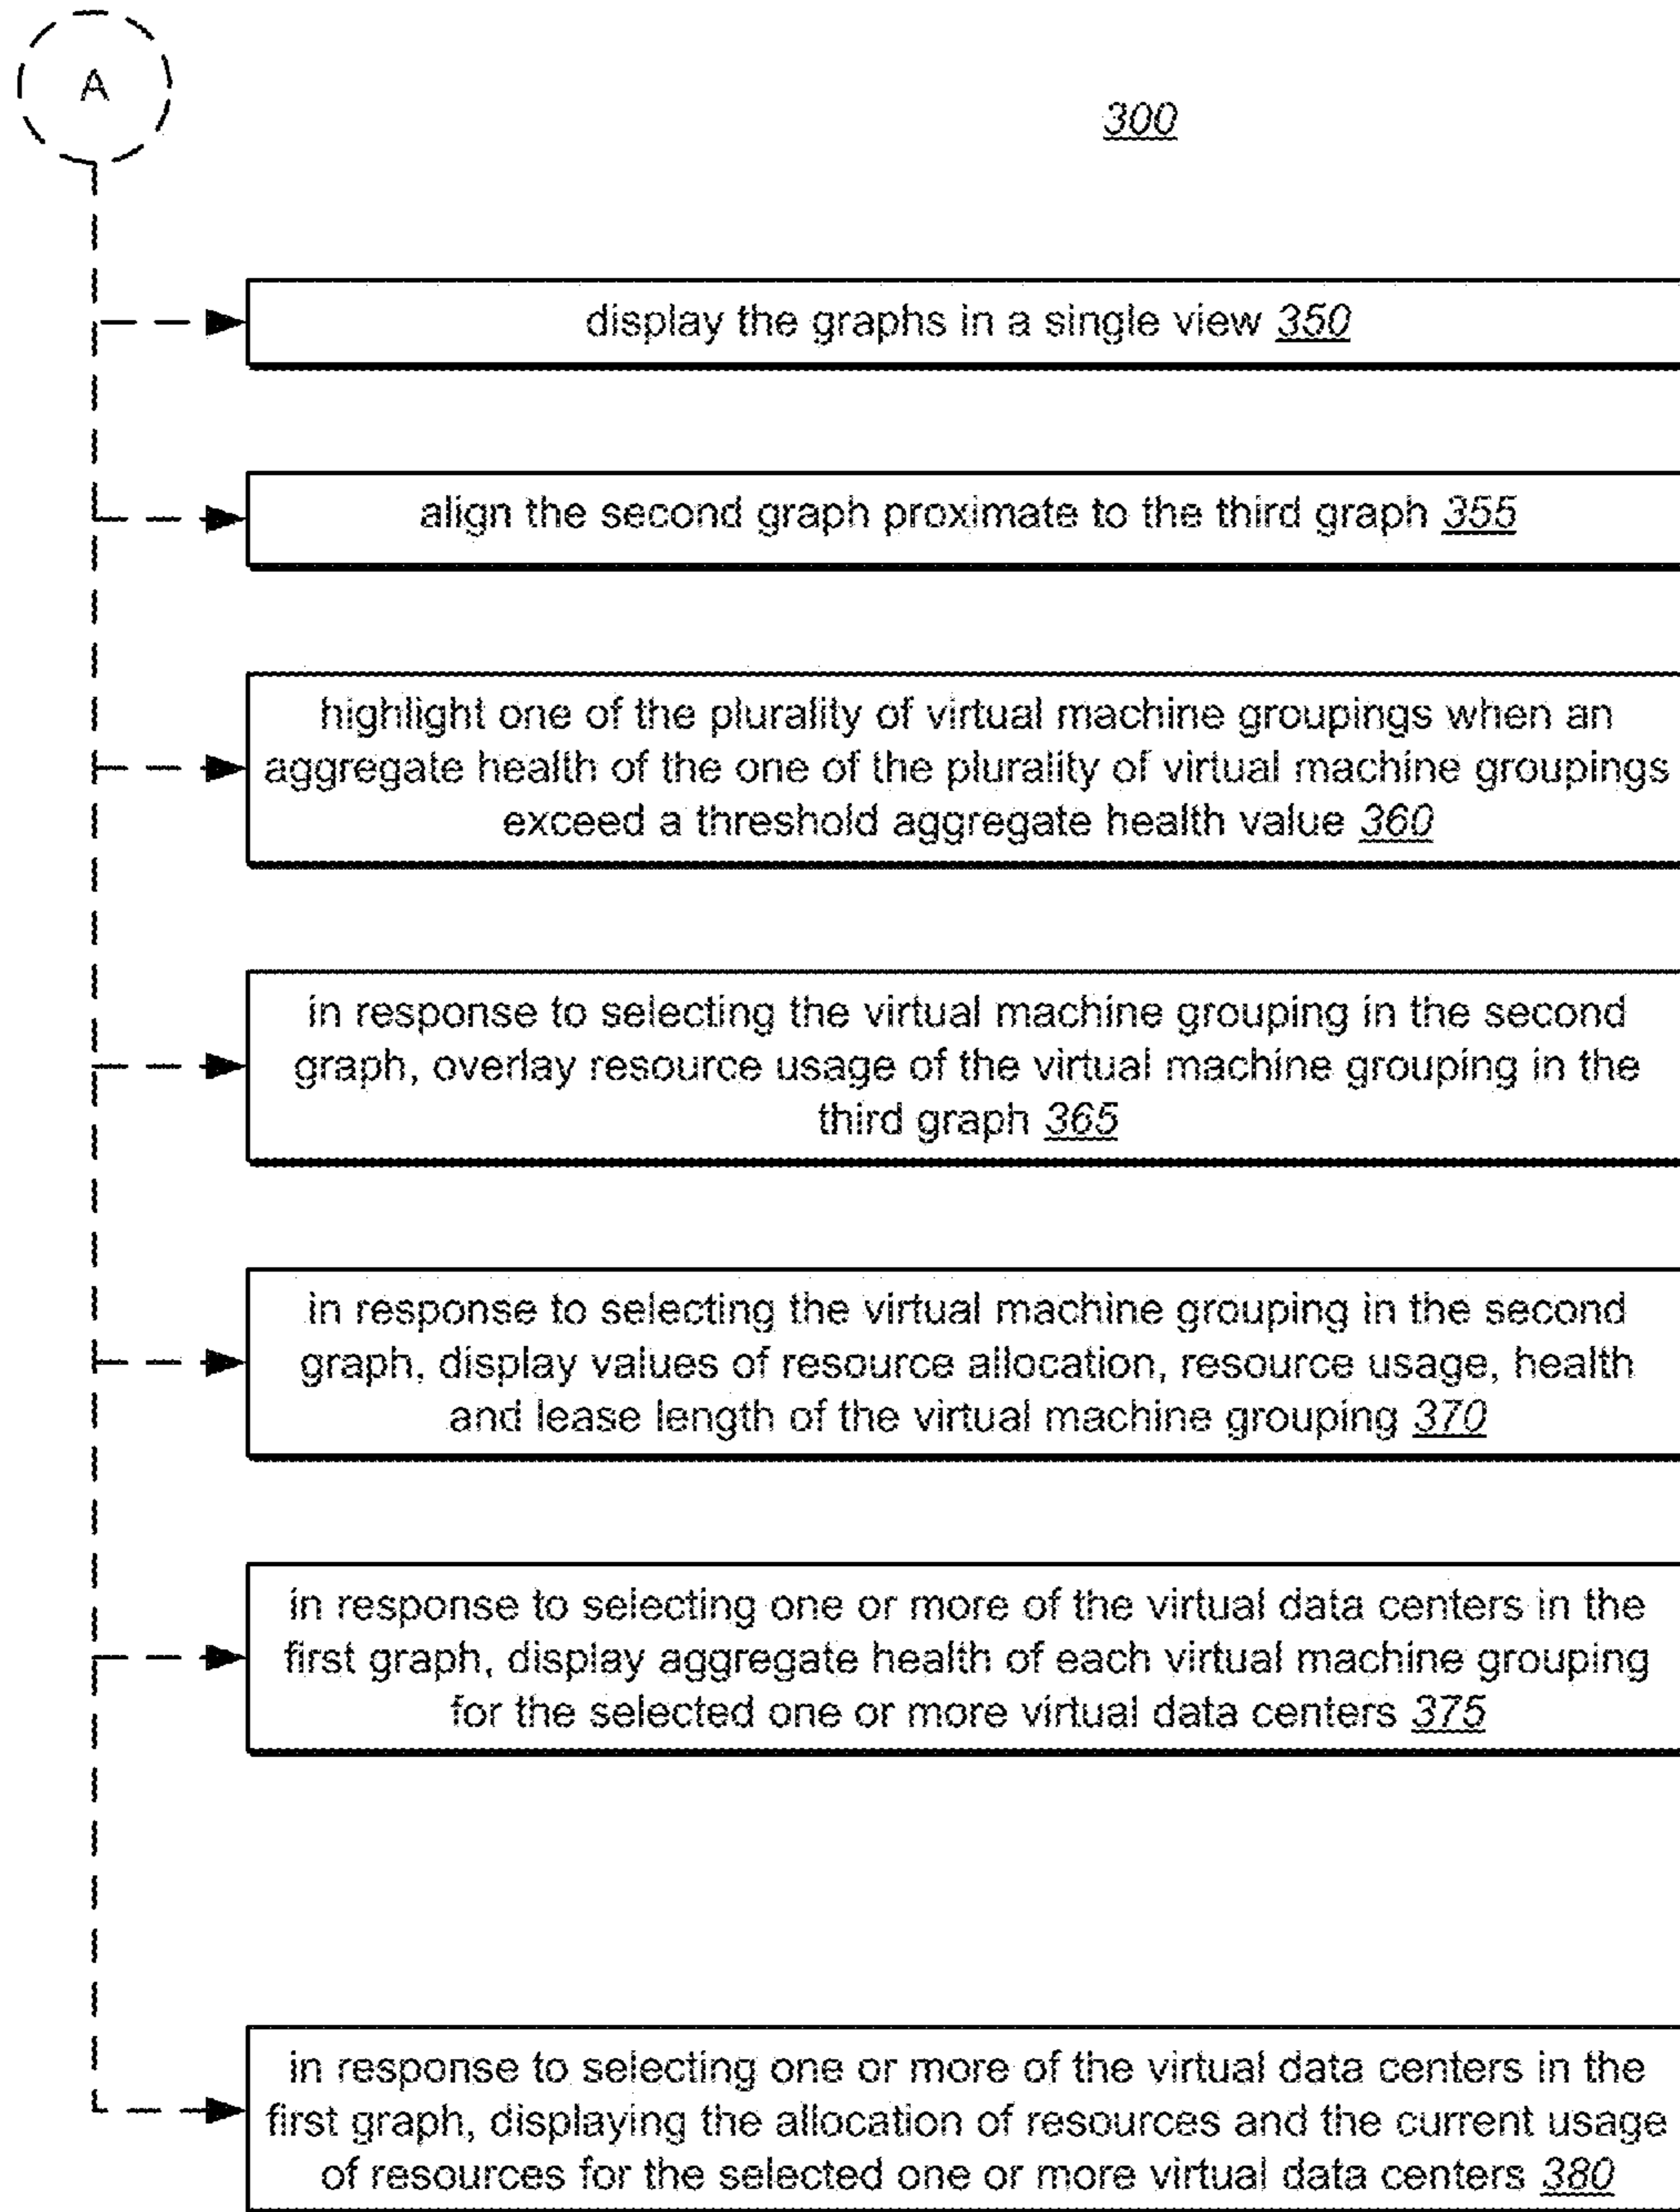 A
300
display the graphs in a single view 350
align the second graph proximate to the third graph 355
highlight one of the plurality of virtual machine groupings when an
aggregate health of the one of the plurality of virtual machine groupings
exceed a threshold aggregate health value 360
in response to selecting the virtual machine grouping in the second
graph, overlay resource usage of the virtual machine grouping in the
third graph 365
in response to selecting the virtual machine grouping in the second
graph, display values of resource allocation, resource usage, health
and lease length of the virtual machine grouping 370
in response to selecting one or more of the virtual data centers in the
first graph, display aggregate health of each virtual machine grouping
for the selected one or more virtual data centers 375
in response to selecting one or more of the virtual data centers in the
first graph, displaying the allocation of resources and the current usage
of resources for the selected one or more virtual data centers 380